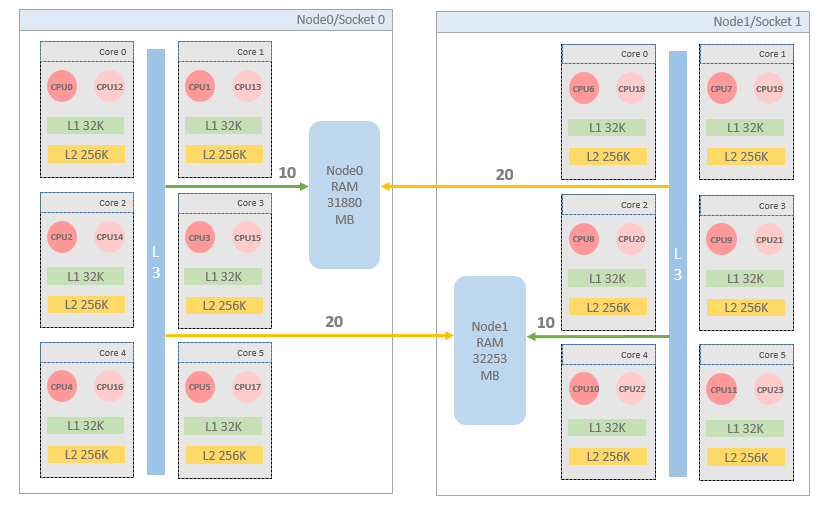 Node0/Socket 0
Core 0
CPU0 CPU12
L1 32K
L2 256K
Core 1
CPU1 CPU13
L1 32K
L2 256K
Core 2
CPU2 CPU14
L1 32K
L2 256K
Core 3
CPU3 CPU15
L1 32K
L2 256K
Core 4
CPU4 CPU16
L1 32K
L2 256K
Core 5
CPU5 CPU17
L1 32K
L2 256K
L
3
10
Node0
RAM
31880
MB
20
20
Node1
RAM
32253
MB
10
Node1/Socket 1
Core 0
CPU6 CPU18
L1 32K
L2 256K
Core 1
CPU7 CPU19
L1 32K
L2 256K
Core 2
CPU8 CPU20
L1 32K
L2 256K
Core 3
CPU9 CPU21
L1 32K
L2 256K
Core 4
CPU10 CPU22
L1 32K
L2 256K
Core 5
CPU11 CPU23
L1 32K
L2 256K
L
3